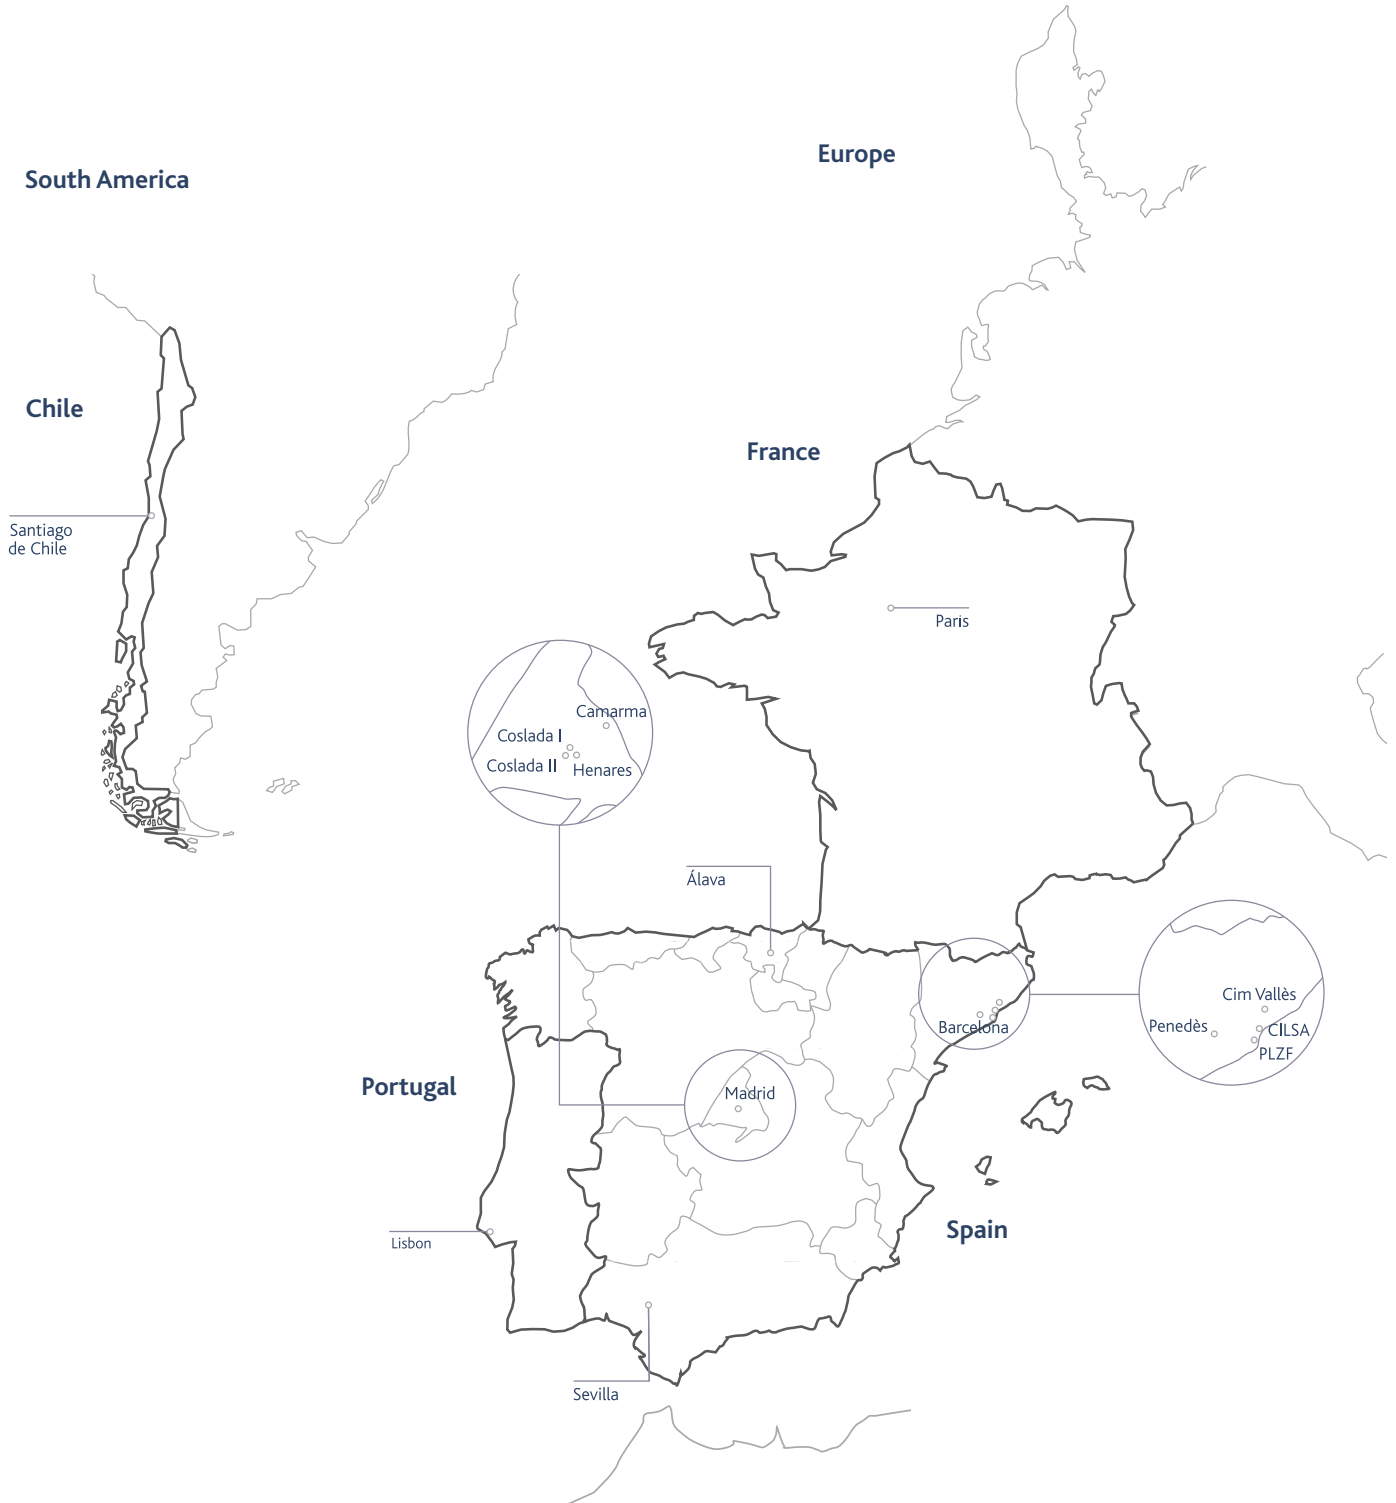 Europe
South America
Chile
France
Santiago
de Chile
Paris
Camarma
Coslada I
Coslada II
Henares
Álava
Cim Vallès
Penedès
CILSA
PLZF
Barcelona
Portugal
Madrid
Spain
Lisbon
Sevilla